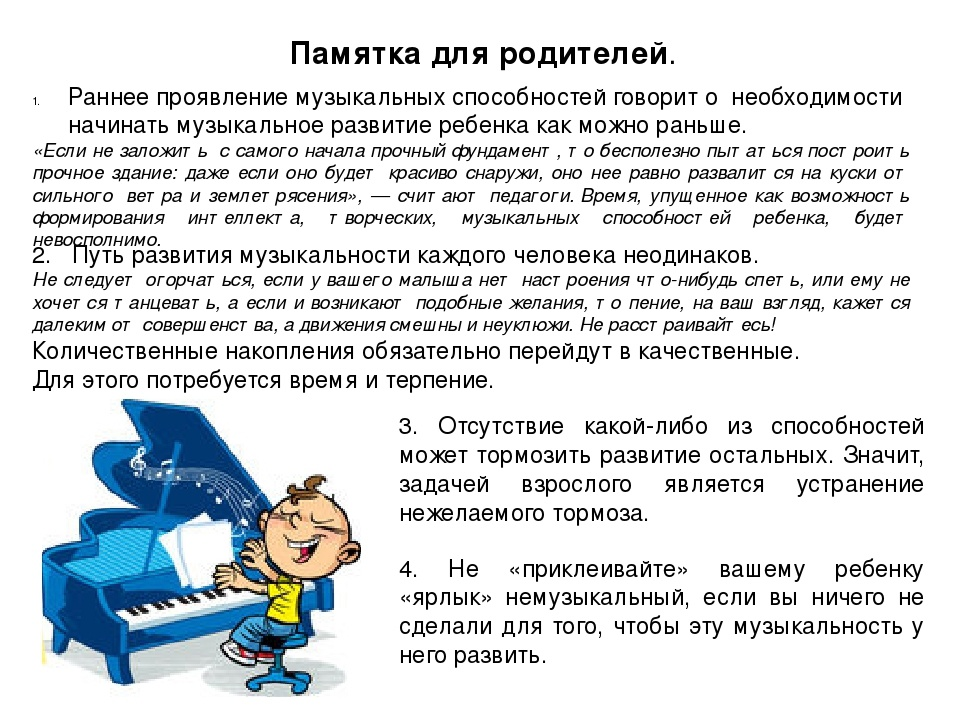 Памятка для родителей.
1. Раннее проявление музыкальных способностей говорит о необходимости
начинать музыкальное развитие ребенка как можно раньше.
«Если не заложить с самого начала прочный фундамент, то бесполезно пытаться построить
прочное здание: даже если оно будет красиво снаружи, оно нее равно развалится на куски от
сильного ветра и землетрясения», — считают педагоги. Время, упущенное как возможность
формирования интеллекта, творческих, музыкальных способностей ребенка, будет
невосполнимо.
2. Путь развития музыкальности каждого человека неодинаков.
Не следует огорчаться, если у вашего малыша нет настроения что-нибудь спеть, или ему не
хочется танцевать, а если и возникают подобные желания, то пение, на ваш взгляд, кажется
далеким от совершенства, а движения смешны и неуклюжи. Не расстраивайтесь!
Количественные накопления обязательно перейдут в качественные.
Для этого потребуется время и терпение.
3. Отсутствие какой-либо из способностей
может тормозить развитие остальных. Значит,
задачей взрослого является устранение
нежелаемого тормоза.
4. Не «приклеивайте» вашему ребенку
«ярлык» немузыкальный, если вы ничего не
сделали для того, чтобы эту музыкальность у
него развить.